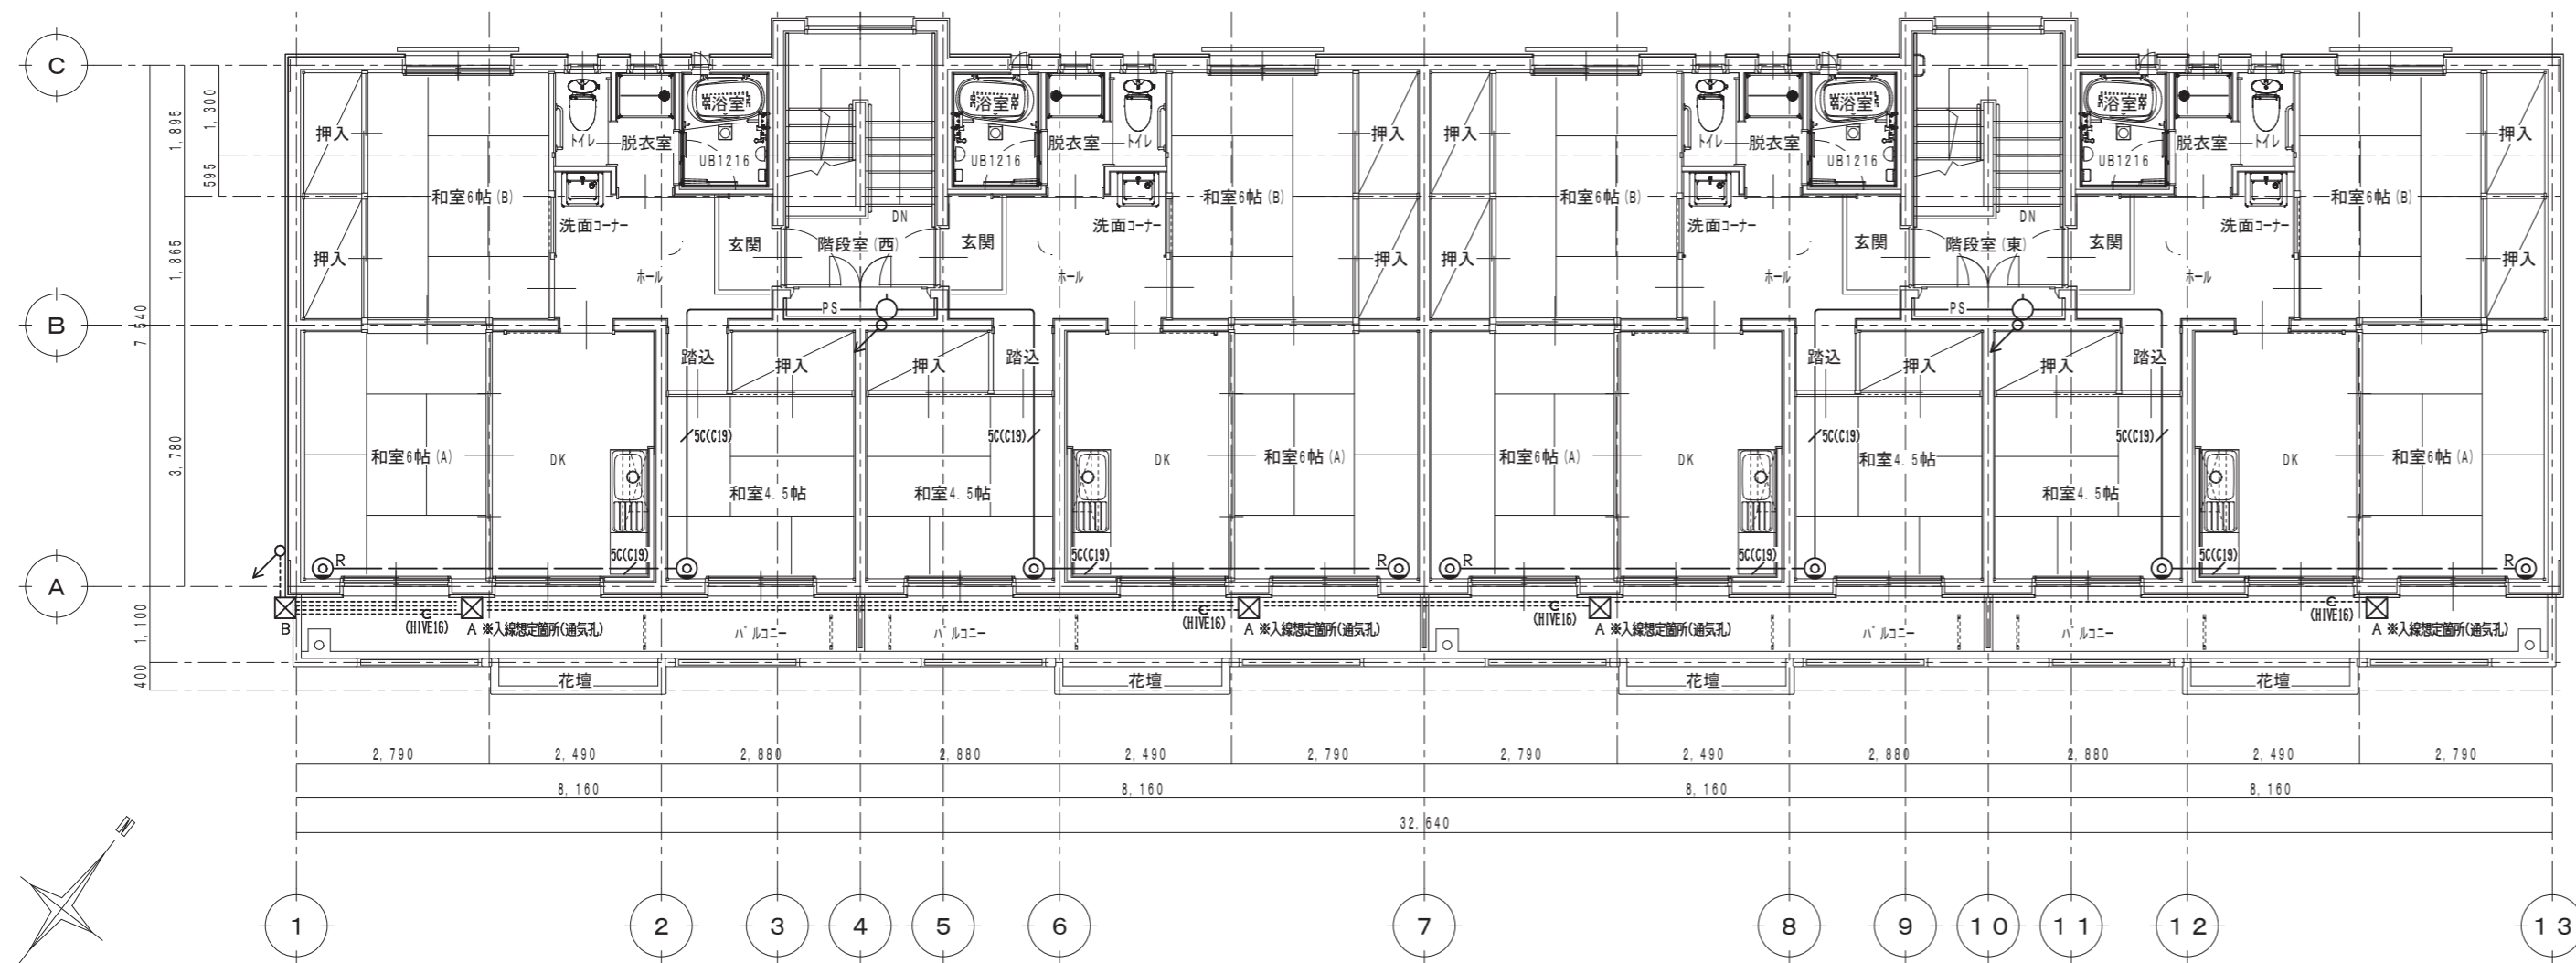 C
B
A
1,895
1,300
595
1,865
7,540
3,780
1,100
400
押入
トイレ
脱衣室
浴室
UB1216
浴室
UB1216
脱衣室
トイレ
押入
押入
トイレ
脱衣室
浴室
UB1216
浴室
UB1216
脱衣室
トイレ
押入
和室6帖(B)
洗面コーナー
DN
和室6帖(B)
洗面コーナー
和室6帖(B)
洗面コーナー
DN
和室6帖(B)
洗面コーナー
押入
ホール
玄関
階段室(西)
玄関
ホール
押入
押入
ホール
玄関
階段室(東)
玄関
ホール
押入
PS
PS
踏込
押入
押入
踏込
踏込
押入
押入
踏込
5C(C19)
5C(C19)
5C(C19)
5C(C19)
和室6帖(A)
DK
和室4.5帖
和室4.5帖
DK
和室6帖(A)
和室6帖(A)
DK
和室4.5帖
和室4.5帖
DK
和室6帖(A)
R
5C(C19)
5C(C19)
R
R
5C(C19)
5C(C19)
R
B
(HIVE16)
A ※入線想定箇所(通気孔)
バルコニー
バルコニー
(HIVE16)
A ※入線想定箇所(通気孔)
(HIVE16)
A ※入線想定箇所(通気孔)
バルコニー
バルコニー
(HIVE16)
A ※入線想定箇所(通気孔)
花壇
花壇
花壇
花壇
2,790
2,490
2,880
2,880
2,490
2,790
2,790
2,490
2,880
2,880
2,490
2,790
8,160
8,160
8,160
8,160
32,640
N
1
2
3
4
5
6
7
8
9
10
11
12
13